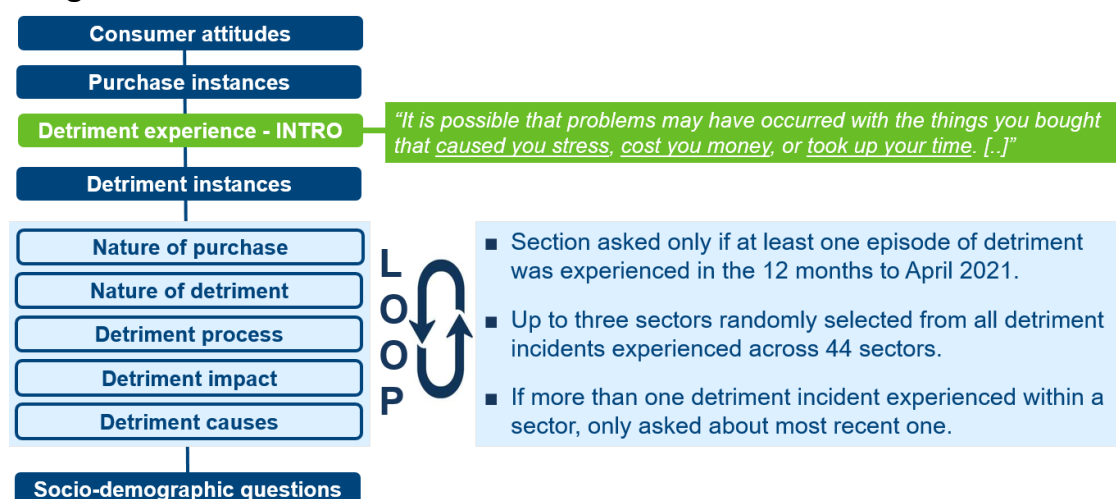 Consumer attitudes
Purchase instances
Detriment experience - INTRO
“It is possible that problems may have occurred with the things you bought
that caused you stress, cost you money, or took up your time. [..]”
Detriment instances
Nature of purchase
Nature of detriment
Detriment process
Detriment impact
Detriment causes
L
O
O
P
■ Section asked only if at least one episode of detriment
was experienced in the 12 months to April 2021.
■ Up to three sectors randomly selected from all detriment
incidents experienced across 44 sectors.
■ If more than one detriment incident experienced within a
sector, only asked about most recent one.
Socio-demographic questions